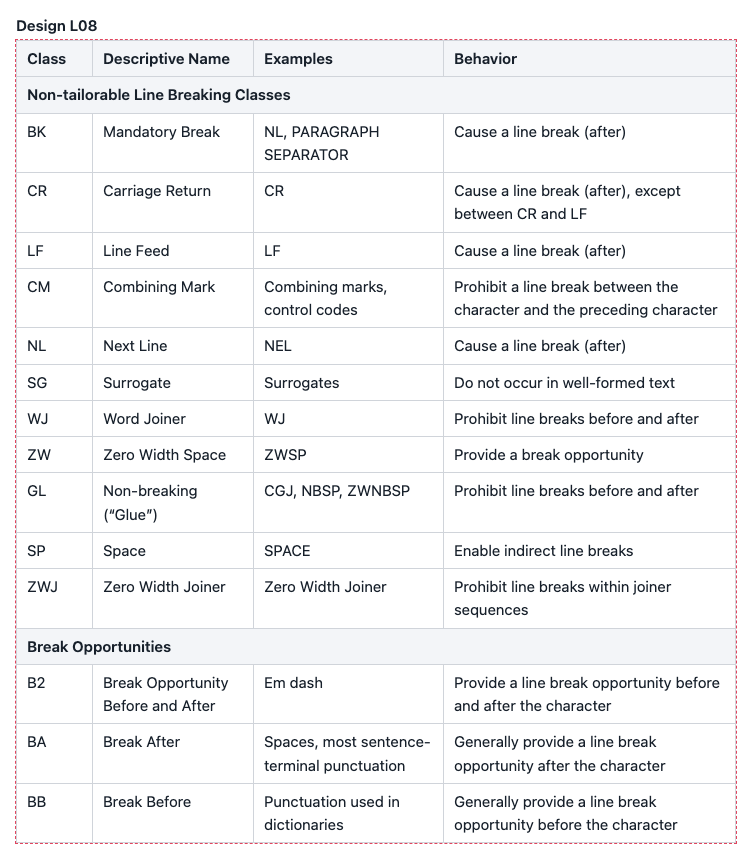 Design L08
Class Descriptive Name Examples Behavior
Non-tailorable Line Breaking Classes
BK Mandatory Break NL, PARAGRAPH SEPARATOR Cause a line break (after)
CR Carriage Return CR Cause a line break (after), except between CR and LF
LF Line Feed LF Cause a line break (after)
CM Combining Mark Combining marks, control codes Prohibit a line break between the character and the preceding character
NL Next Line NEL Cause a line break (after)
SG Surrogate Surrogates Do not occur in well-formed text
WJ Word Joiner WJ Prohibit line breaks before and after
ZW Zero Width Space ZWSP Provide a break opportunity
GL Non-breaking (“Glue”) CGJ, NBSP, ZWNBSP Prohibit line breaks before and after
SP Space SPACE Enable indirect line breaks
ZWJ Zero Width Joiner Zero Width Joiner Prohibit line breaks within joiner sequences
Break Opportunities
B2 Break Opportunity Before and After Em dash Provide a line break opportunity before and after the character
BA Break After Spaces, most sentence-terminal punctuation Generally provide a line break opportunity after the character
BB Break Before Punctuation used in dictionaries Generally provide a line break opportunity before the character